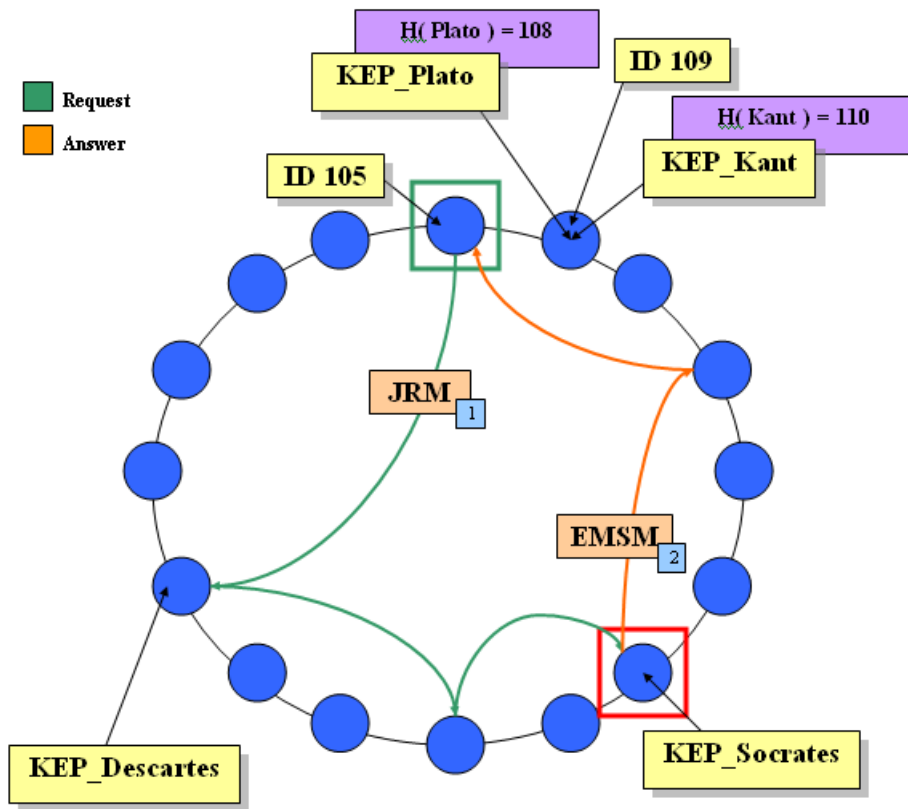 H( Plato ) = 108
KEP_Plato
ID 109
Request
H( Kant ) = 110
Answer
KEP_Kant
ID 105
JRM
1
EMSM
2
KEP_Descartes
KEP_Socrates